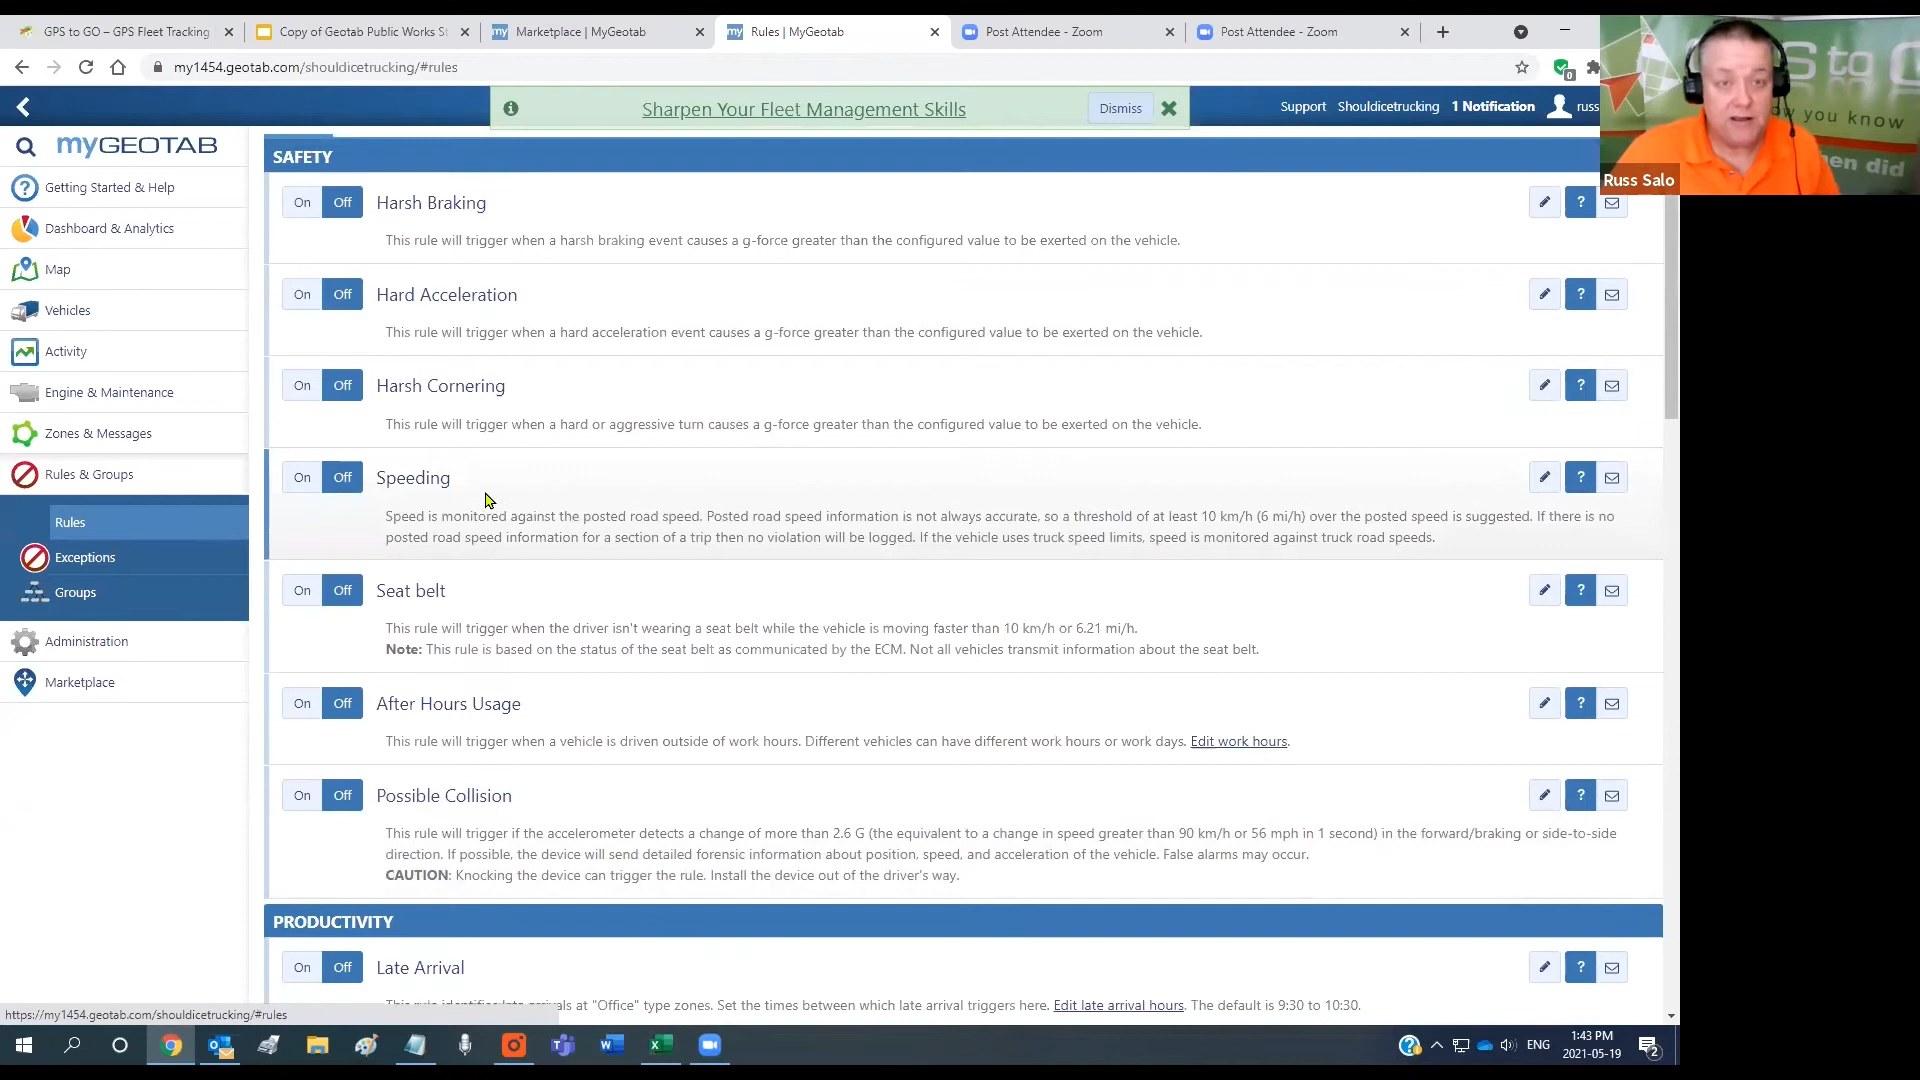 GPS to GO – GPS Fleet Tracking
Copy of Geotab Public Works St
my Marketplace | MyGeotab
my Rules | MyGeotab
Post Attendee - Zoom
Post Attendee - Zoom
my1454.geotab.com/shouldicetrucking/#rules
0
Sharpen Your Fleet Management Skills
Dismiss
Support Shouldicetrucking 1 Notification russ
ow you know
Russ Salo
myGEOTAB
Getting Started & Help
Dashboard & Analytics
Map
Vehicles
Activity
Engine & Maintenance
Zones & Messages
Rules & Groups
Rules
Exceptions
Groups
Administration
Marketplace
SAFETY
On Off Harsh Braking ?
This rule will trigger when a harsh braking event causes a g-force greater than the configured value to be exerted on the vehicle.
On Off Hard Acceleration ?
This rule will trigger when a hard acceleration event causes a g-force greater than the configured value to be exerted on the vehicle.
On Off Harsh Cornering ?
This rule will trigger when a hard or aggressive turn causes a g-force greater than the configured value to be exerted on the vehicle.
On Off Speeding ?
Speed is monitored against the posted road speed. Posted road speed information is not always accurate, so a threshold of at least 10 km/h (6 mi/h) over the posted speed is suggested. If there is no
posted road speed information for a section of a trip then no violation will be logged. If the vehicle uses truck speed limits, speed is monitored against truck road speeds.
On Off Seat belt ?
This rule will trigger when the driver isn't wearing a seat belt while the vehicle is moving faster than 10 km/h or 6.21 mi/h.
Note: This rule is based on the status of the seat belt as communicated by the ECM. Not all vehicles transmit information about the seat belt.
On Off After Hours Usage ?
This rule will trigger when a vehicle is driven outside of work hours. Different vehicles can have different work hours or work days. Edit work hours.
On Off Possible Collision ?
This rule will trigger if the accelerometer detects a change of more than 2.6 G (the equivalent to a change in speed greater than 90 km/h or 56 mph in 1 second) in the forward/braking or side-to-side
direction. If possible, the device will send detailed forensic information about position, speed, and acceleration of the vehicle. False alarms may occur.
CAUTION: Knocking the device can trigger the rule. Install the device out of the driver's way.
PRODUCTIVITY
On Off Late Arrival ?
at "Office" type zones. Set the times between which late arrival triggers here. Edit late arrival hours. The default is 9:30 to 10:30.
https://my1454.geotab.com/shouldicetrucking/#rules
ENG
1:43 PM
2021-05-19
2